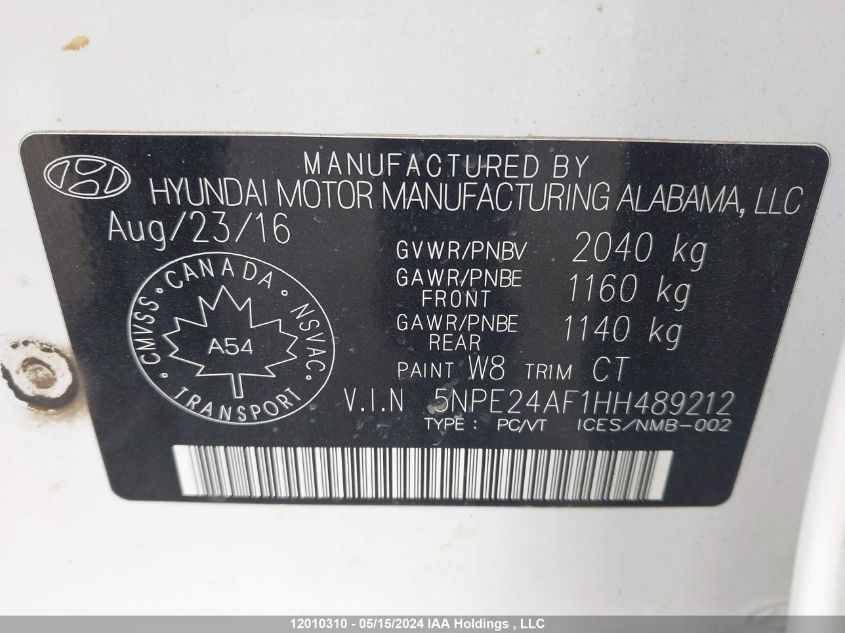 MANUFACTURED BY
HYUNDAI MOTOR MANUFACTURING ALABAMA, LLC
Aug/23/16
GVWR/PNBV 2040 kg
GAWR/PNBE FRONT 1160 kg
GAWR/PNBE REAR 1140 kg
PAINT W8 TRIM CT
V.I.N 5NPE24AF1HH489212
TYPE : PC/VT ICES/NMB-002
CMVSS · CANADA · NSVAC
A54
TRANSPORT
12010310 - 05/15/2024 IAA Holdings , LLC